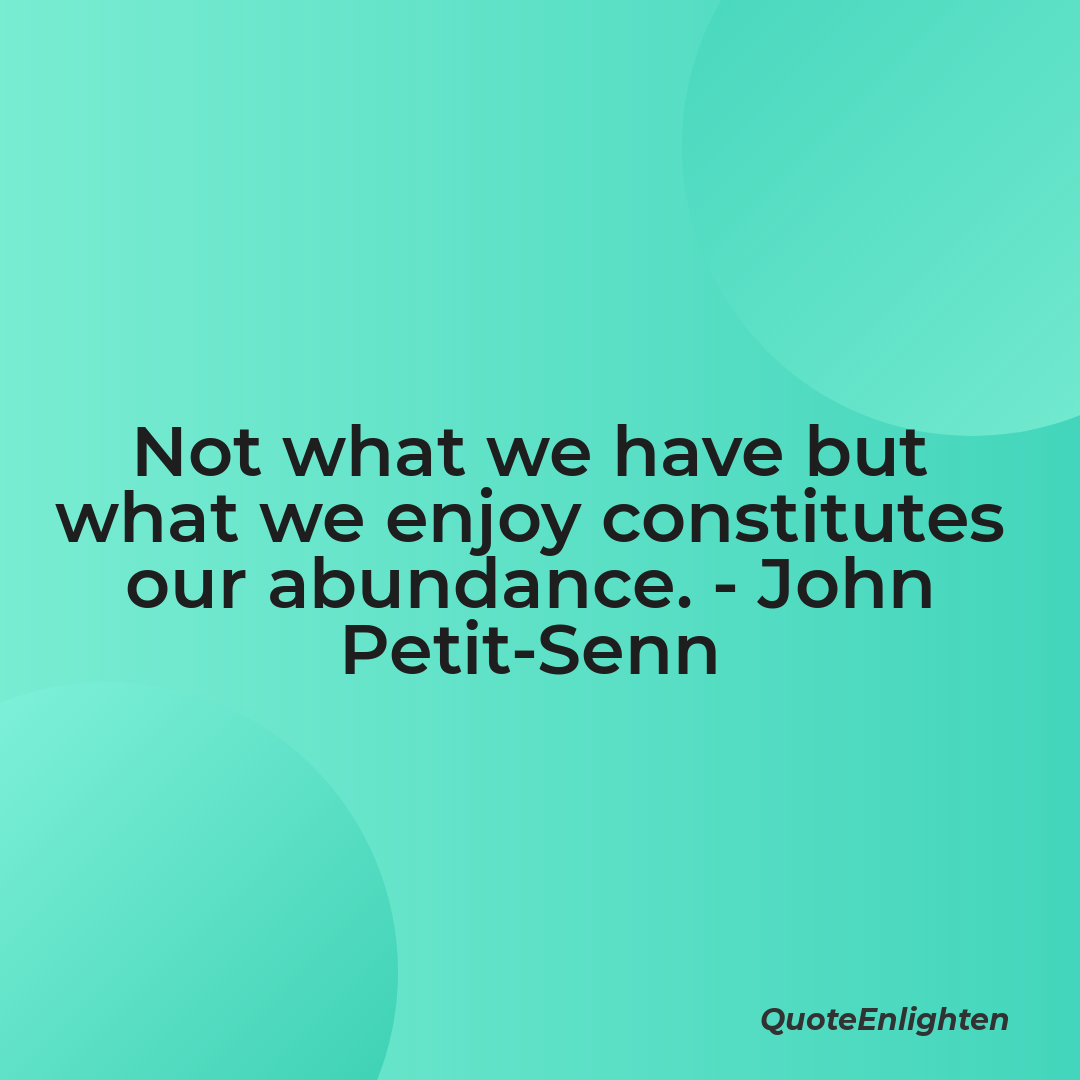 Not what we have but
what we enjoy constitutes
our abundance. - John
Petit-Senn
QuoteEnlighten